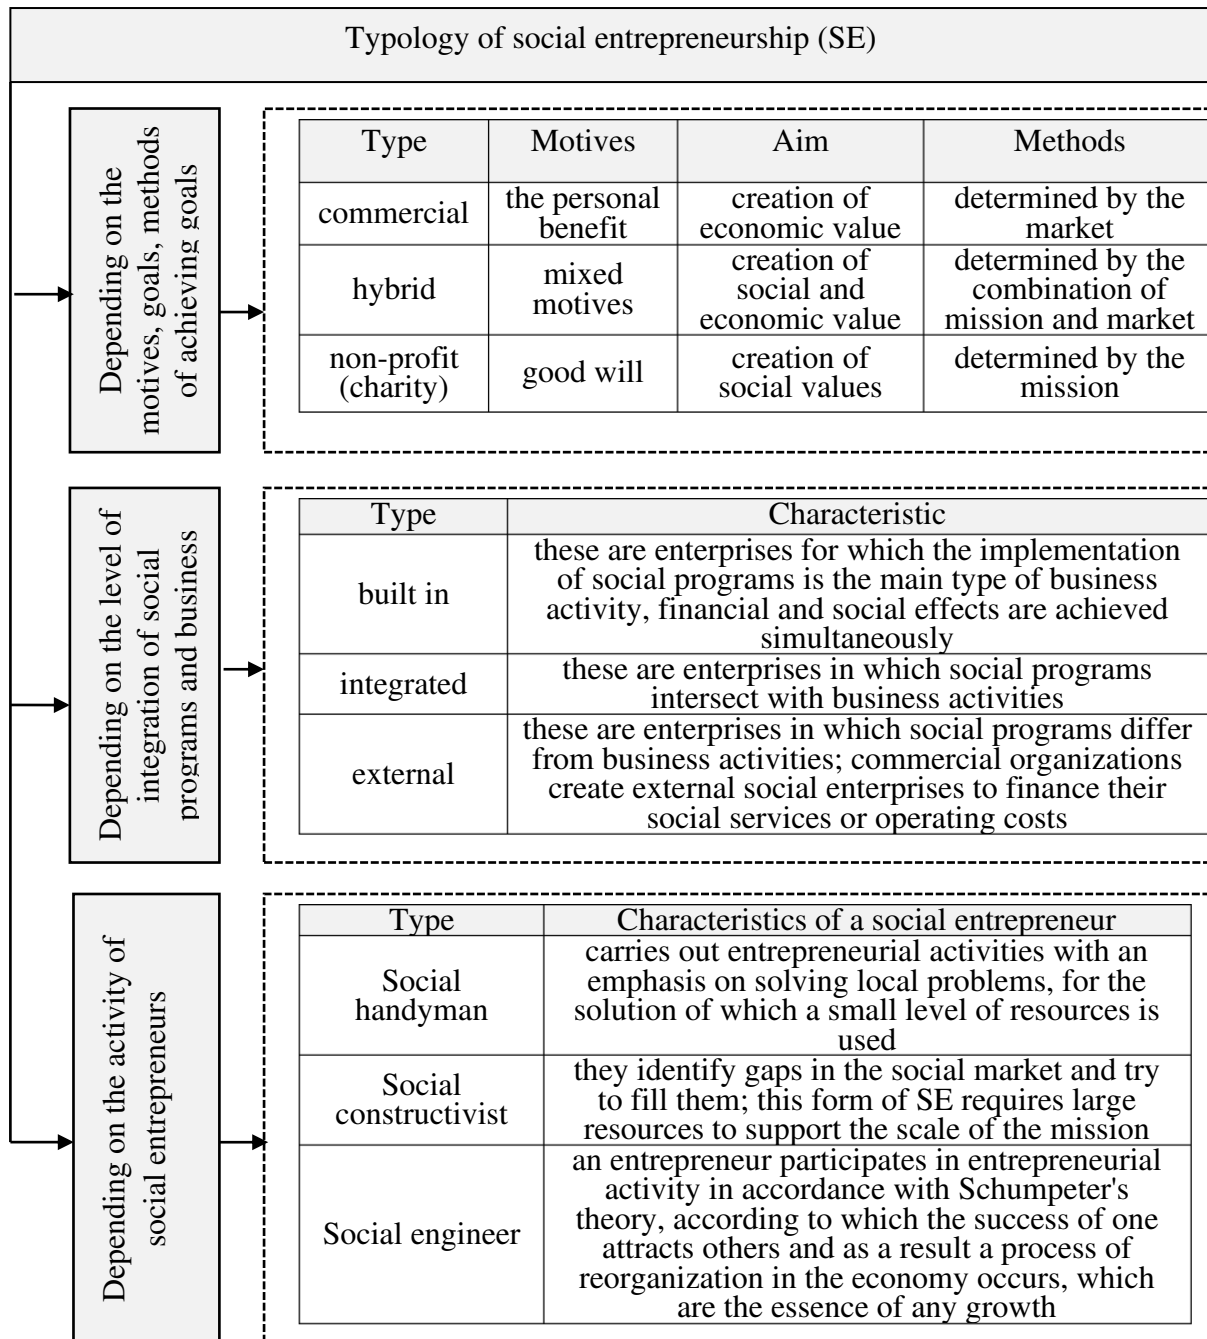 Typology of social entrepreneurship (SE)
Depending on the
motives, goals, methods
of achieving goals
Type Motives Aim Methods
commercial
the personal
benefit
creation of
economic value
determined by the
market
hybrid
mixed
motives
creation of
social and
economic value
determined by the
combination of
mission and market
non-profit
(charity)
good will
creation of
social values
determined by the
mission
Depending on the level of
integration of social
programs and business
Type Characteristic
built in
these are enterprises for which the implementation
of social programs is the main type of business
activity, financial and social effects are achieved
simultaneously
integrated
these are enterprises in which social programs
intersect with business activities
external
these are enterprises in which social programs differ
from business activities; commercial organizations
create external social enterprises to finance their
social services or operating costs
Depending on the activity of
social entrepreneurs
Type Characteristics of a social entrepreneur
Social
handyman
carries out entrepreneurial activities with an
emphasis on solving local problems, for the
solution of which a small level of resources is
used
Social
constructivist
they identify gaps in the social market and try
to fill them; this form of SE requires large
resources to support the scale of the mission
Social engineer
an entrepreneur participates in entrepreneurial
activity in accordance with Schumpeter's
theory, according to which the success of one
attracts others and as a result a process of
reorganization in the economy occurs, which
are the essence of any growth